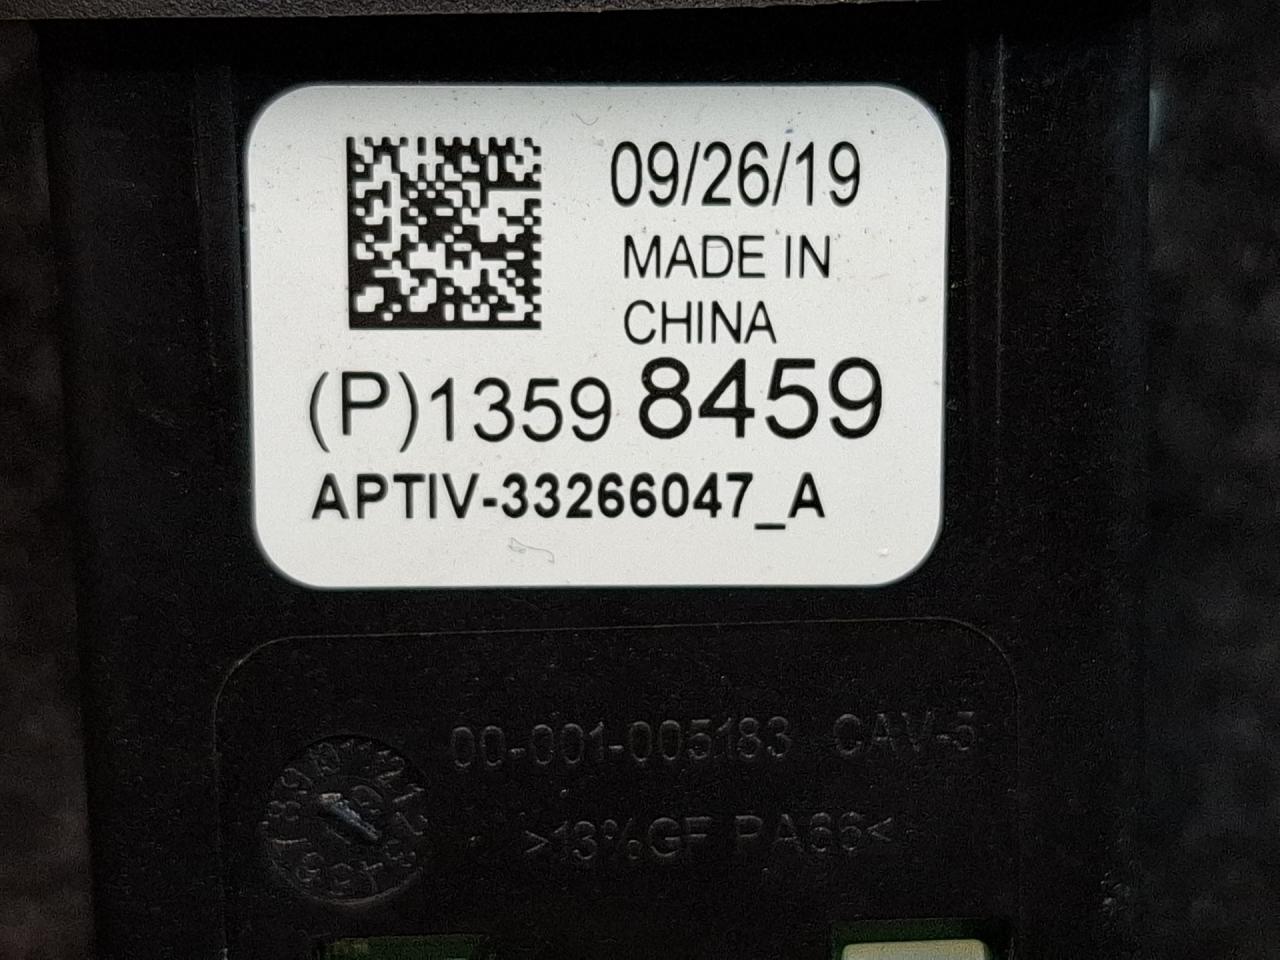 09/26/19
MADE IN
CHINA
(P)1359 8459
APTIV-33266047_A
00-001-005183 CAV-5
>13%GF PA66<